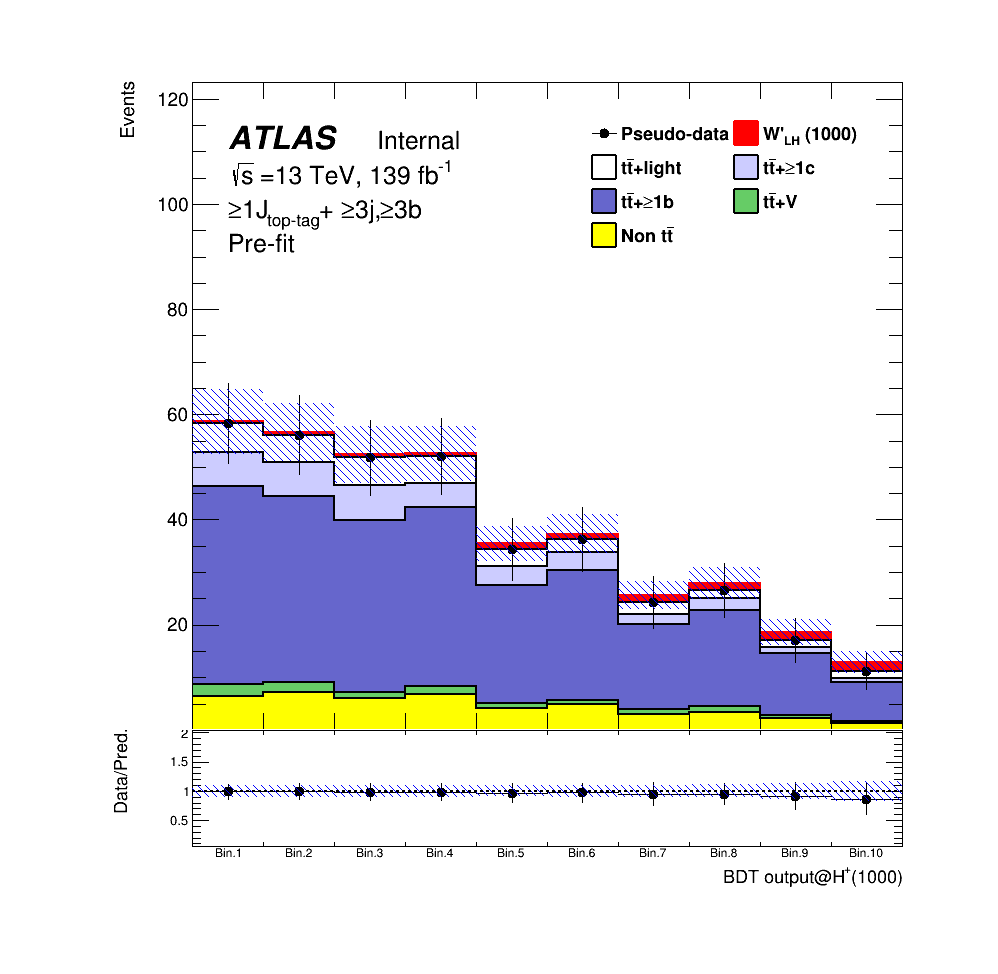 Events
120
100
80
60
40
20
ATLAS Internal
√s =13 TeV, 139 fb⁻¹
≥1J_top-tag+ ≥3j,≥3b
Pre-fit
Pseudo-data W'_LH (1000)
tt̄+light tt̄+≥1c
tt̄+≥1b tt̄+V
Non tt̄
Data/Pred.
2
1.5
1
0.5
Bin.1 Bin.2 Bin.3 Bin.4 Bin.5 Bin.6 Bin.7 Bin.8 Bin.9 Bin.10
BDT output@H⁺(1000)